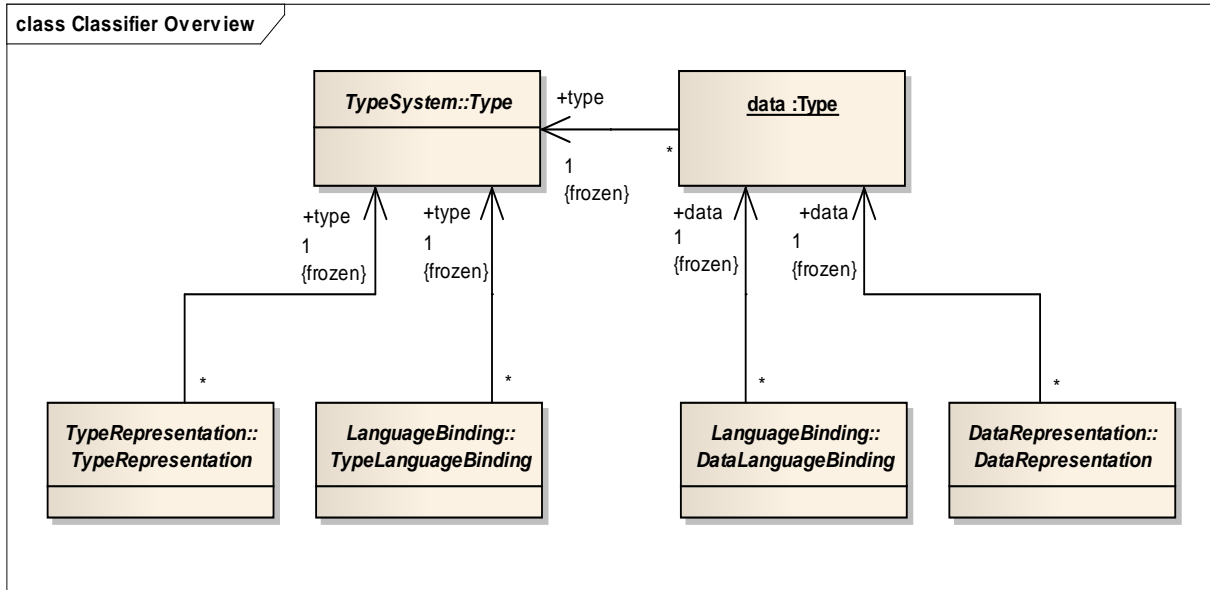 class Classifier Overview
TypeSystem::Type
data :Type
+type
*
1
{frozen}
+type
1
{frozen}
+type
1
{frozen}
+data
1
{frozen}
+data
1
{frozen}
*
*
*
*
TypeRepresentation::
TypeRepresentation
LanguageBinding::
TypeLanguageBinding
LanguageBinding::
DataLanguageBinding
DataRepresentation::
DataRepresentation